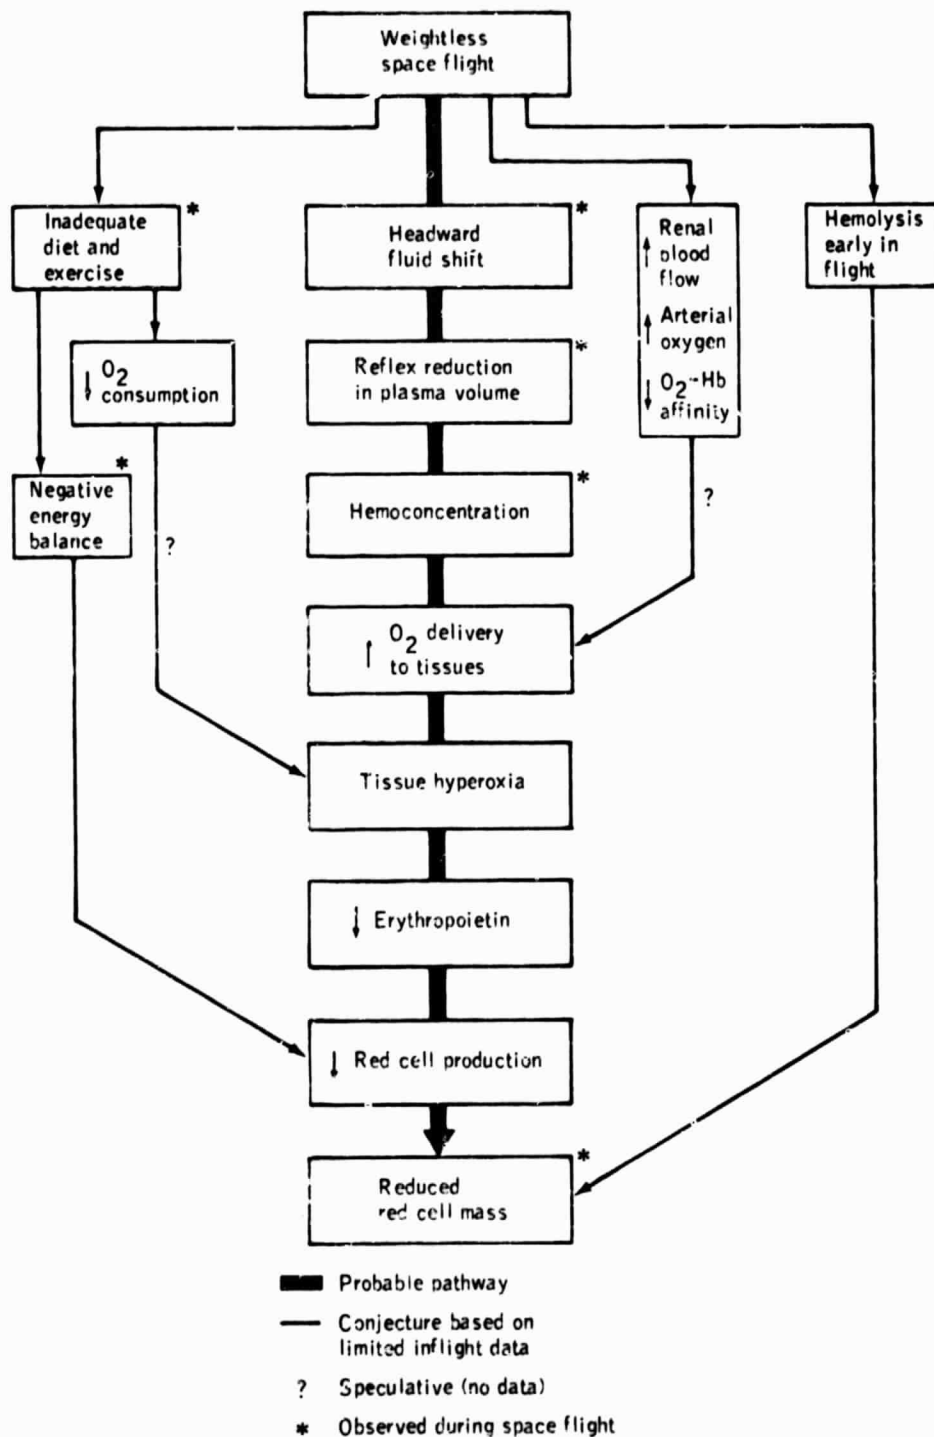 Weightless
space flight
Inadequate *
diet and
exercise
Headward *
fluid shift
↑ Renal
blood
flow
↑ Arterial
oxygen
↓ O2-Hb
affinity
Hemolysis
early in
flight
↓ O2
consumption
Reflex reduction *
in plasma volume
Negative *
energy
balance
?
Hemoconcentration *
?
↑ O2 delivery
to tissues
Tissue hyperoxia
↓ Erythropoietin
↓ Red cell production
Reduced *
red cell mass
Probable pathway
Conjecture based on
limited inflight data
? Speculative (no data)
* Observed during space flight